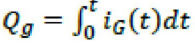 Q_g = ∫_0^t i_G(t)dt